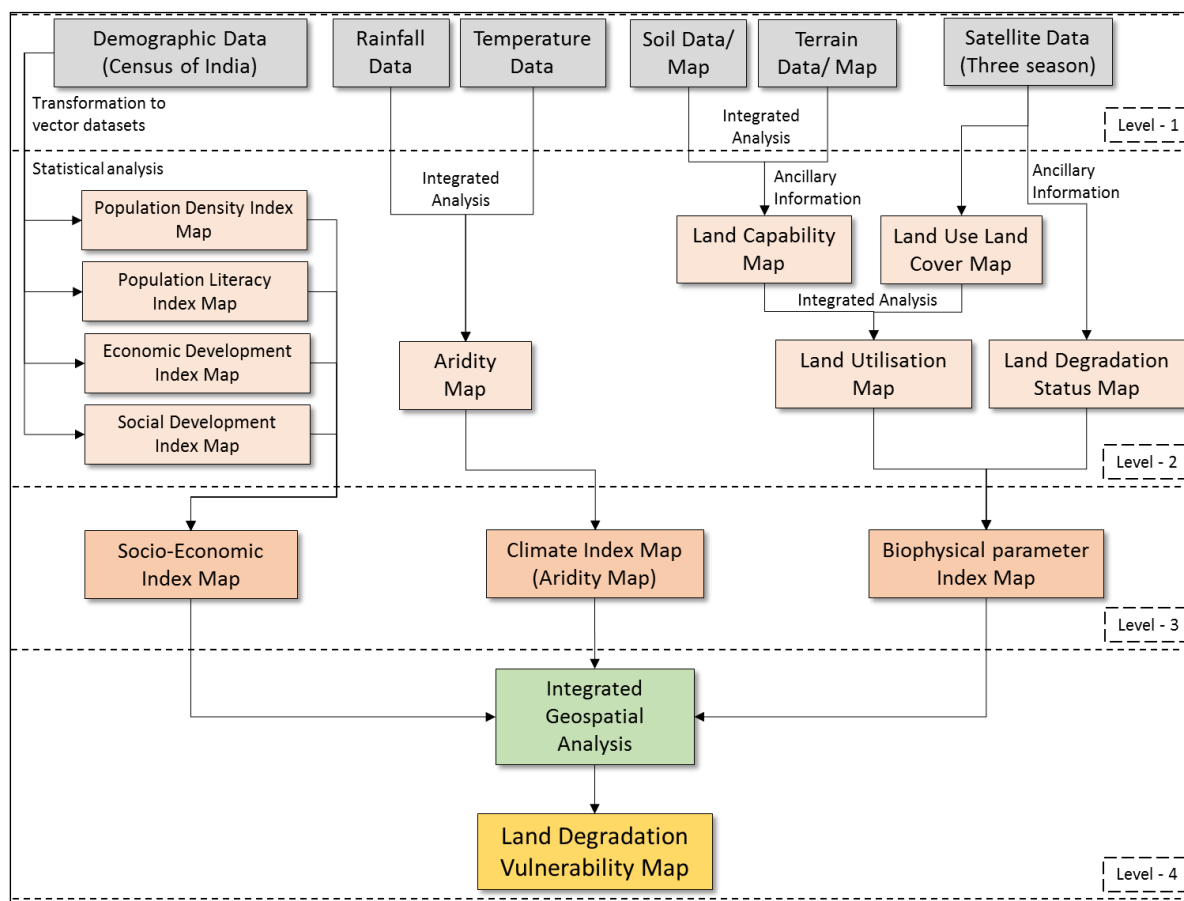 Demographic Data
(Census of India)
Rainfall
Data
Temperature
Data
Soil Data/
Map
Terrain
Data/ Map
Satellite Data
(Three season)
Transformation to
vector datasets
Integrated
Analysis
Level - 1
Statistical analysis
Integrated
Analysis
Ancillary
Information
Ancillary
Information
Population Density Index
Map
Population Literacy
Index Map
Economic Development
Index Map
Social Development
Index Map
Land Capability
Map
Land Use Land
Cover Map
Integrated Analysis
Aridity
Map
Land Utilisation
Map
Land Degradation
Status Map
Level - 2
Socio-Economic
Index Map
Climate Index Map
(Aridity Map)
Biophysical parameter
Index Map
Level - 3
Integrated
Geospatial
Analysis
Land Degradation
Vulnerability Map
Level - 4